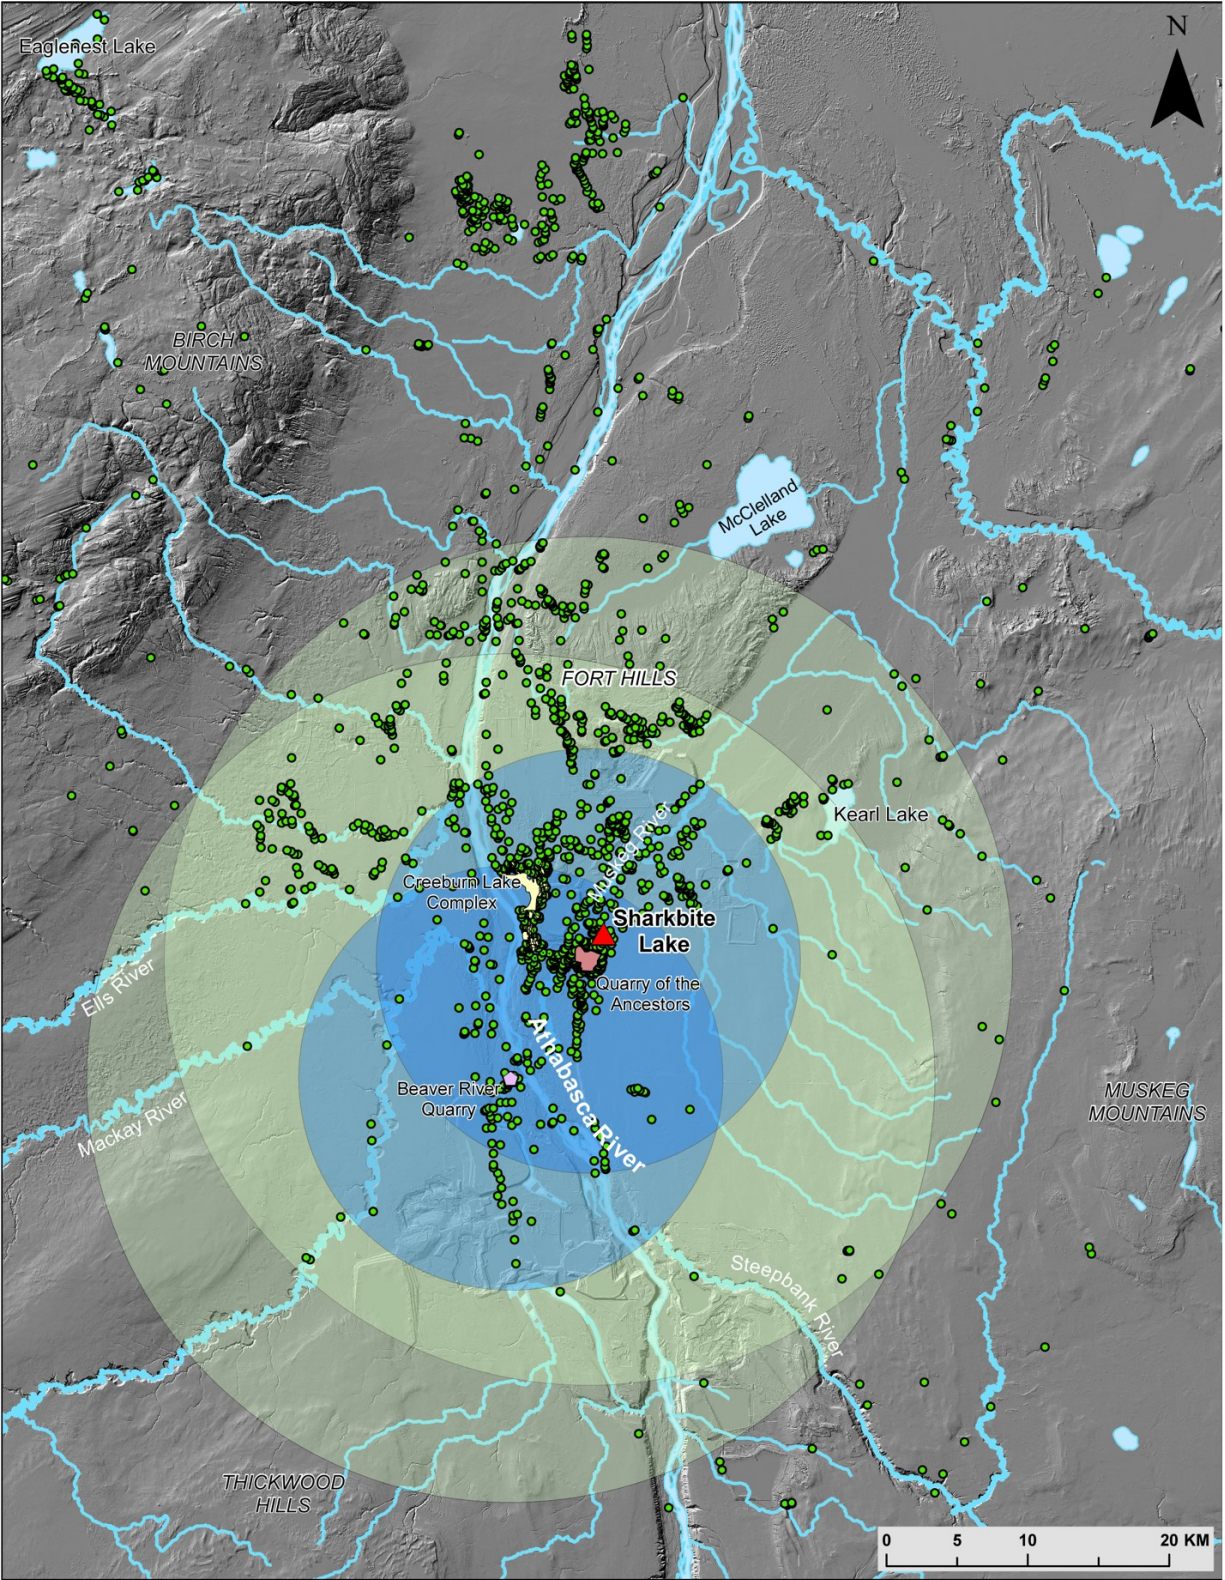 N
Eaglenest Lake
BIRCH
MOUNTAINS
McClelland
Lake
FORT HILLS
Kearl Lake
Muskeg River
Creeburn Lake
Complex
Sharkbite
Lake
Quarry of the
Ancestors
Ells River
Athabasca River
Beaver River
Quarry
Mackay River
MUSKEG
MOUNTAINS
Steepbank River
THICKWOOD
HILLS
0 5 10 20 KM